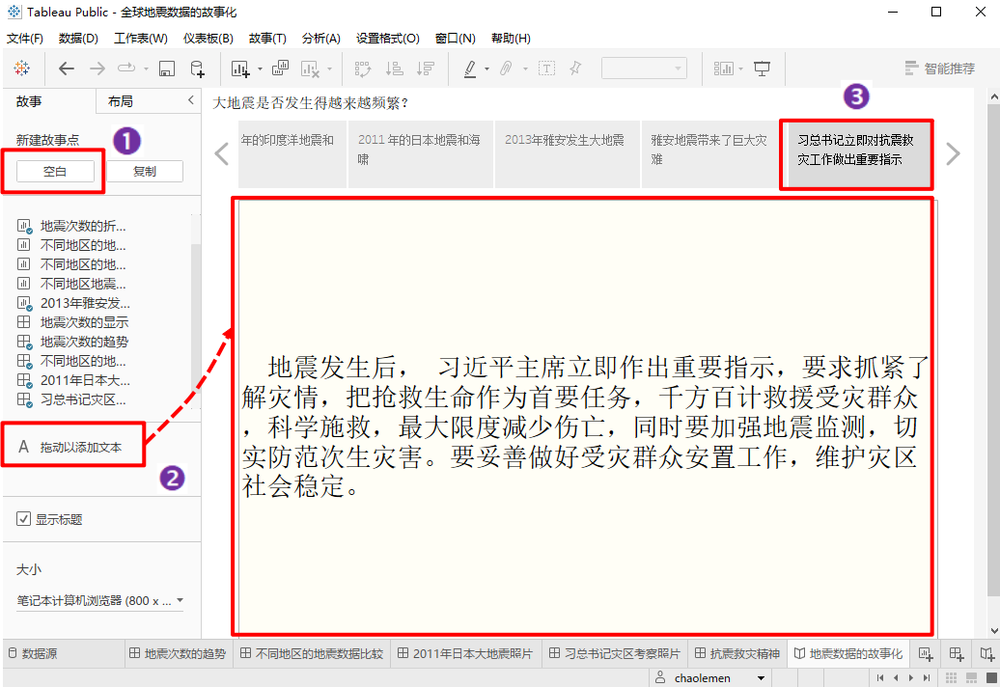 Tableau Public - 全球地震数据的故事化
文件(F) 数据(D) 工作表(W) 仪表板(B) 故事(T) 分析(A) 设置格式(O) 窗口(N) 帮助(H)
智能推荐
故事 布局
大地震是否发生得越来越频繁？
3
新建故事点
1
空白 复制
年的印度洋地震和
2011 年的日本地震和海
啸
2013年雅安发生大地震
雅安地震带来了巨大灾
难
习总书记立即对抗震救
灾工作做出重要指示
地震次数的折...
不同地区的地...
不同地区的地...
不同地区地震...
2013年雅安发...
地震次数的显示
地震次数的趋势
不同地区的地...
2011年日本大...
习总书记灾区...
A 拖动以添加文本
2
显示标题
大小
笔记本计算机浏览器 (800 x ...
地震发生后， 习近平主席立即作出重要指示，要求抓紧了
解灾情，把抢救生命作为首要任务，千方百计救援受灾群众
，科学施救，最大限度减少伤亡，同时要加强地震监测，切
实防范次生灾害。要妥善做好受灾群众安置工作，维护灾区
社会稳定。
数据源 地震次数的趋势 不同地区的地震数据比较 2011年日本大地震照片 习总书记灾区考察照片 抗震救灾精神 地震数据的故事化
chaolemen